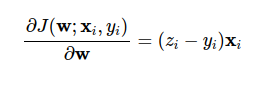 ∂J(w; xᵢ, yᵢ) / ∂w = (zᵢ − yᵢ)xᵢ